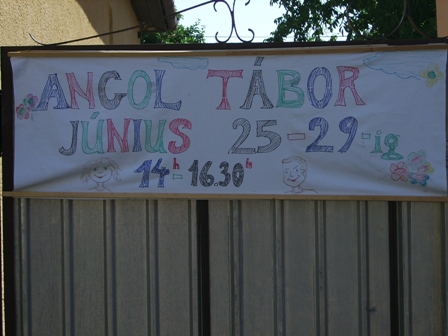 ANGOL TÁBOR
JÚNIUS 25-29-ig
14h-16.30h